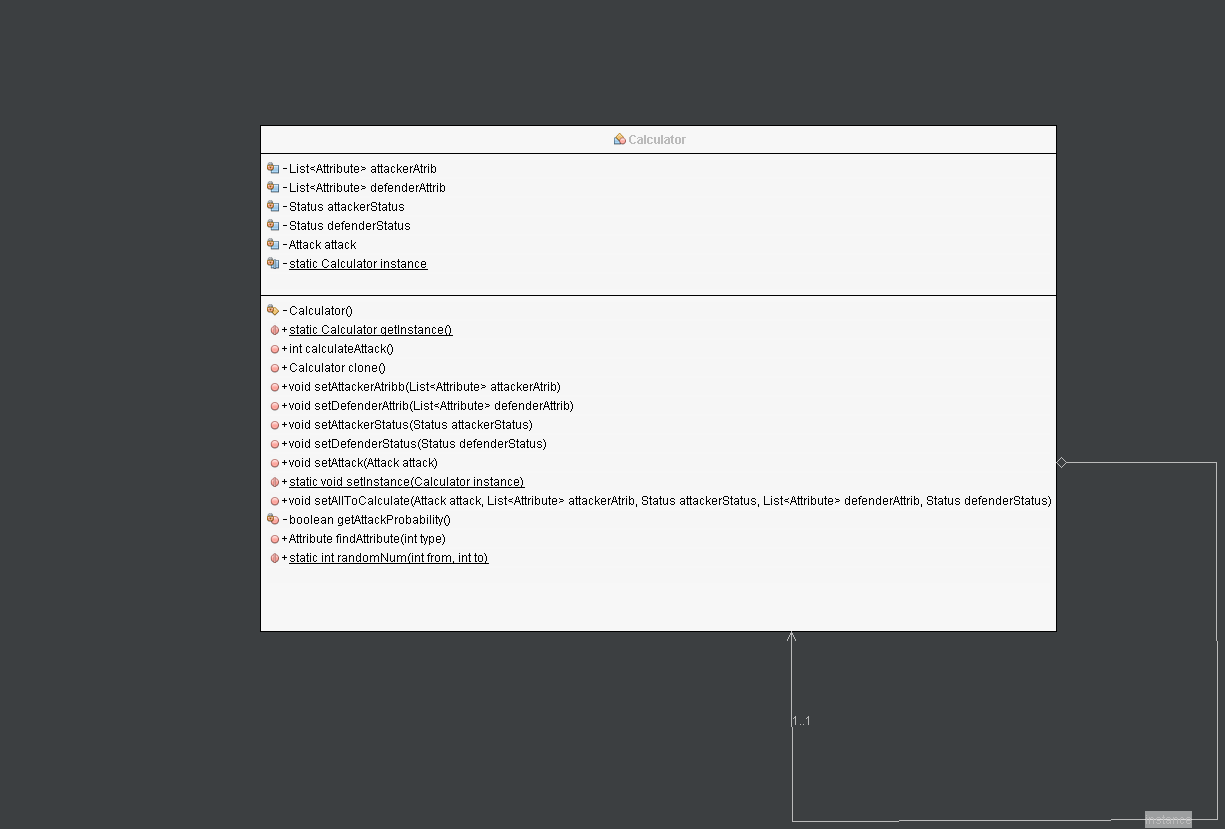 Calculator
-List<Attribute> attackerAtrib
-List<Attribute> defenderAttrib
-Status attackerStatus
-Status defenderStatus
-Attack attack
-static Calculator instance
-Calculator()
+static Calculator getInstance()
+int calculateAttack()
+Calculator clone()
+void setAttackerAtribb(List<Attribute> attackerAtrib)
+void setDefenderAttrib(List<Attribute> defenderAttrib)
+void setAttackerStatus(Status attackerStatus)
+void setDefenderStatus(Status defenderStatus)
+void setAttack(Attack attack)
+static void setInstance(Calculator instance)
+void setAllToCalculate(Attack attack, List<Attribute> attackerAtrib, Status attackerStatus, List<Attribute> defenderAttrib, Status defenderStatus)
-boolean getAttackProbability()
+Attribute findAttribute(int type)
+static int randomNum(int from, int to)
1..1
instance